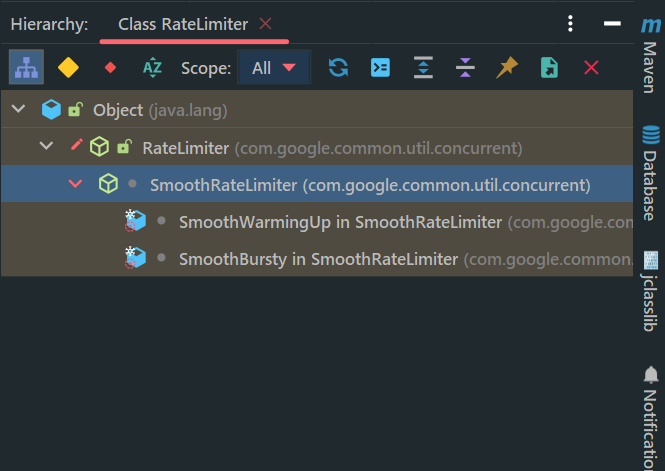 Hierarchy: Class RateLimiter
Scope: All
Object (java.lang)
RateLimiter (com.google.common.util.concurrent)
SmoothRateLimiter (com.google.common.util.concurrent)
SmoothWarmingUp in SmoothRateLimiter (com.google.com
SmoothBursty in SmoothRateLimiter (com.google.common.
m Maven
Database
jclasslib
Notificatio